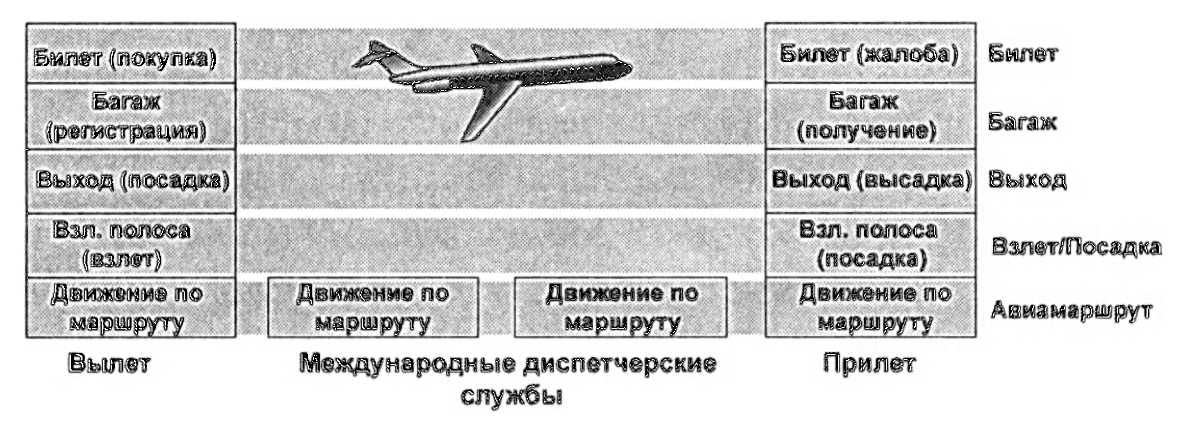 Билет (покупка)
Билет (жалоба)
Билет
Багаж
(регистрация)
Багаж
(получение)
Багаж
Выход (посадка)
Выход (высадка)
Выход
Взл. полоса
(взлет)
Взл. полоса
(посадка)
Взлет/Посадка
Движение по
маршруту
Движение по
маршруту
Движение по
маршруту
Движение по
маршруту
Авиамаршрут
Вылет
Международные диспетчерские
службы
Прилет